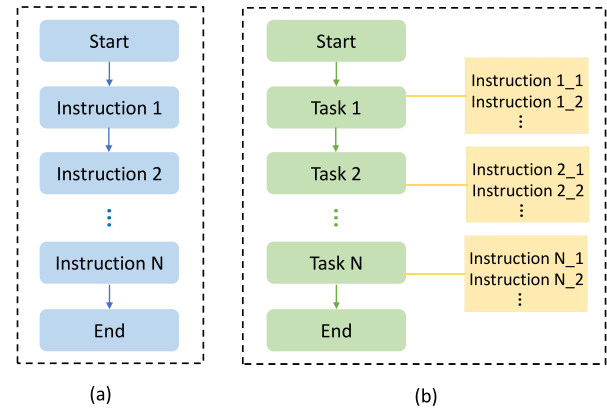 Start
Instruction 1
Instruction 2
⋮
Instruction N
End
(a)
Start
Task 1
Instruction 1_1
Instruction 1_2
⋮
Task 2
Instruction 2_1
Instruction 2_2
⋮
⋮
Task N
Instruction N_1
Instruction N_2
⋮
End
(b)